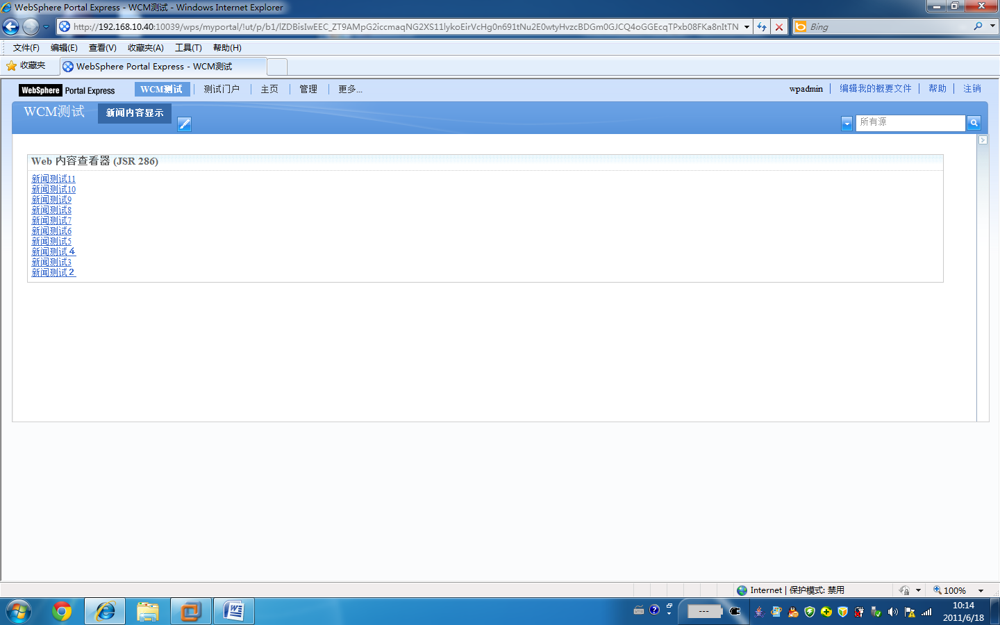 WebSphere Portal Express - WCM测试 - Windows Internet Explorer
http://192.168.10.40:10039/wps/myportal/!ut/p/b1/lZDBisIwEEC_ZT9AMpG2iccmaqNG2XS11lykoEirVcHg0n691tNu2E0wtyHvzcBDGm0GJCQ4oGGEcqTPxb08FKa8nItTN
Bing
文件(F) 编辑(E) 查看(V) 收藏夹(A) 工具(T) 帮助(H)
收藏夹 WebSphere Portal Express - WCM测试
WebSphere Portal Express WCM测试 测试门户 主页 管理 更多... wpadmin 编辑我的概要文件 帮助 注销
WCM测试 新闻内容显示
所有源
Web 内容查看器 (JSR 286)
新闻测试11
新闻测试10
新闻测试9
新闻测试8
新闻测试7
新闻测试6
新闻测试5
新闻测试４
新闻测试3
新闻测试２
Internet | 保护模式: 禁用 100%
---
10:14
2011/6/18